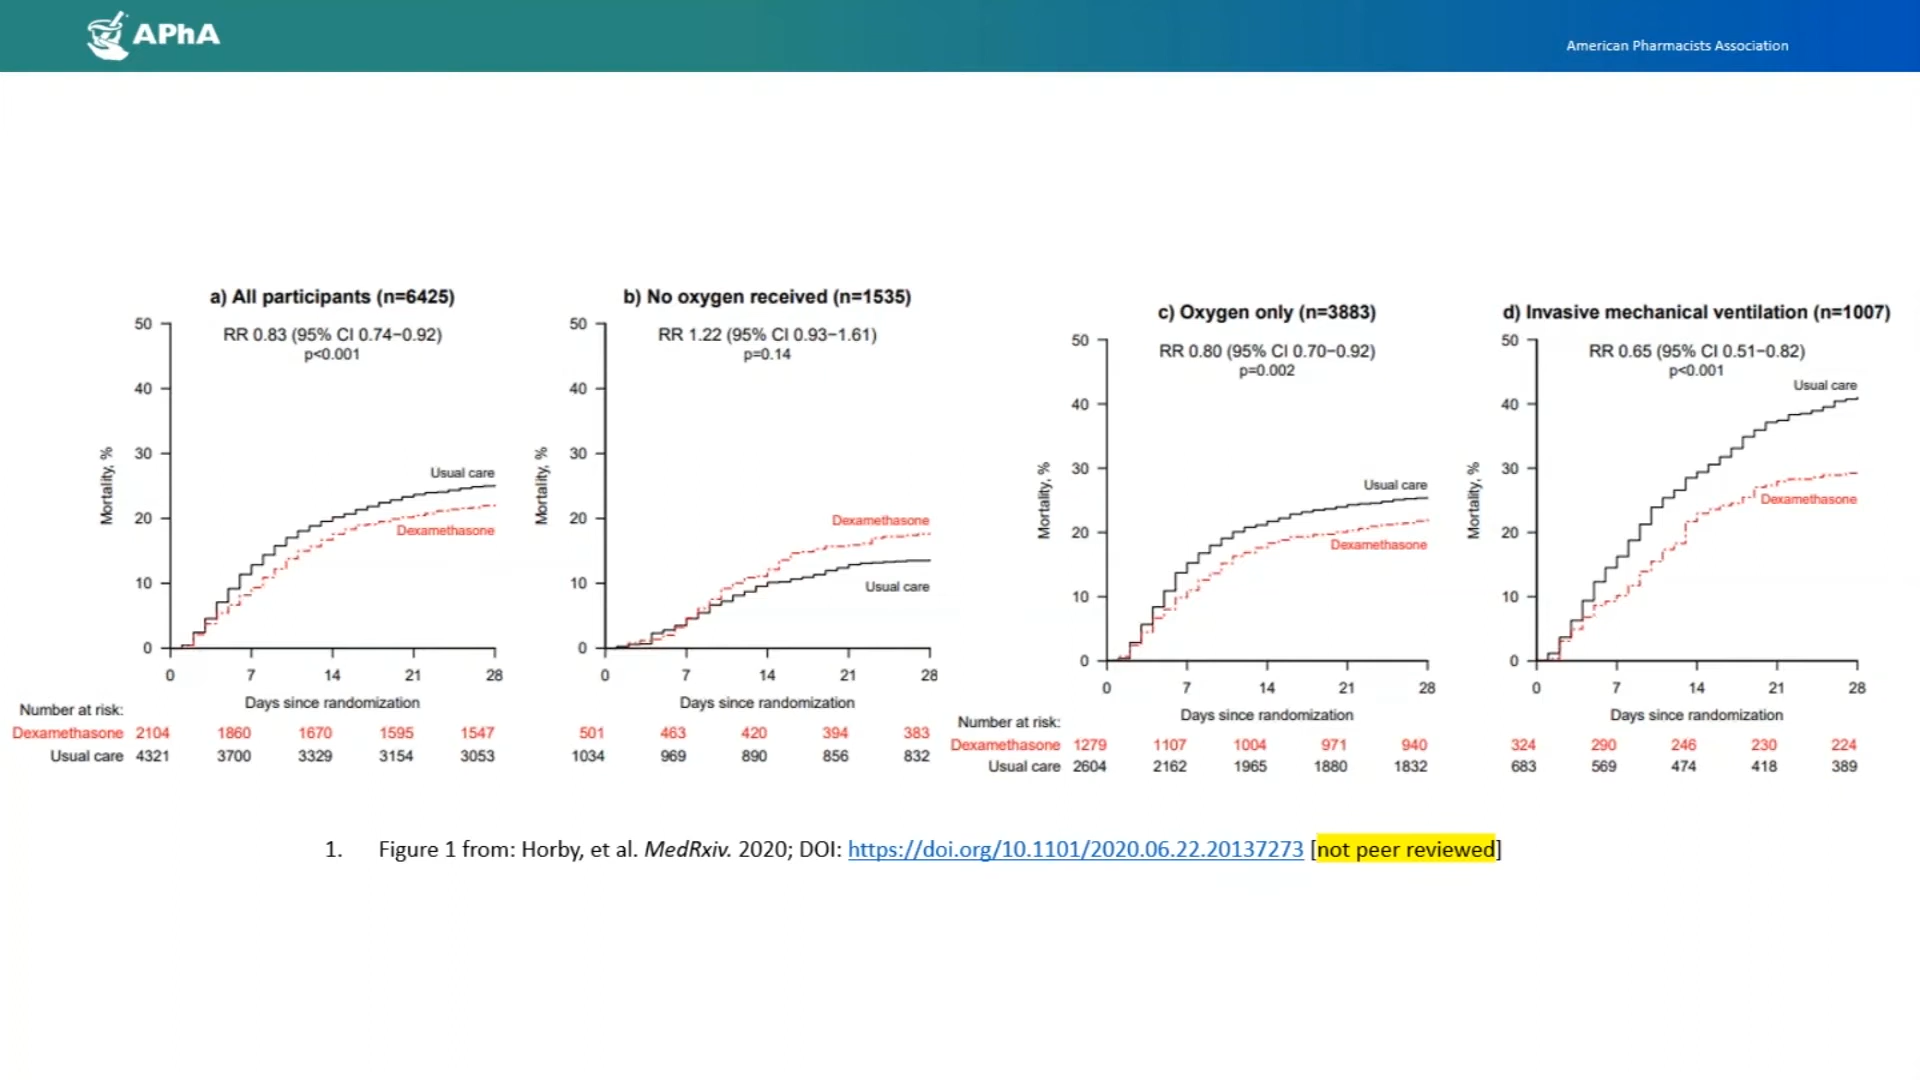 APhA
American Pharmacists Association
a) All participants (n=6425)
RR 0.83 (95% CI 0.74−0.92)
p<0.001
50
40
30
20
10
0
Mortality, %
Usual care
Dexamethasone
0 7 14 21 28
Days since randomization
Number at risk:
Dexamethasone 2104 1860 1670 1595 1547
Usual care 4321 3700 3329 3154 3053
b) No oxygen received (n=1535)
RR 1.22 (95% CI 0.93−1.61)
p=0.14
50
40
30
20
10
0
Mortality, %
Dexamethasone
Usual care
0 7 14 21 28
Days since randomization
501 463 420 394 383
1034 969 890 856 832
c) Oxygen only (n=3883)
RR 0.80 (95% CI 0.70−0.92)
p=0.002
50
40
30
20
10
0
Mortality, %
Usual care
Dexamethasone
0 7 14 21 28
Days since randomization
Number at risk:
Dexamethasone 1279 1107 1004 971 940
Usual care 2604 2162 1965 1880 1832
d) Invasive mechanical ventilation (n=1007)
RR 0.65 (95% CI 0.51−0.82)
p<0.001
50
40
30
20
10
0
Mortality, %
Usual care
Dexamethasone
0 7 14 21 28
Days since randomization
324 290 246 230 224
683 569 474 418 389
1. Figure 1 from: Horby, et al. MedRxiv. 2020; DOI: https://doi.org/10.1101/2020.06.22.20137273 [not peer reviewed]